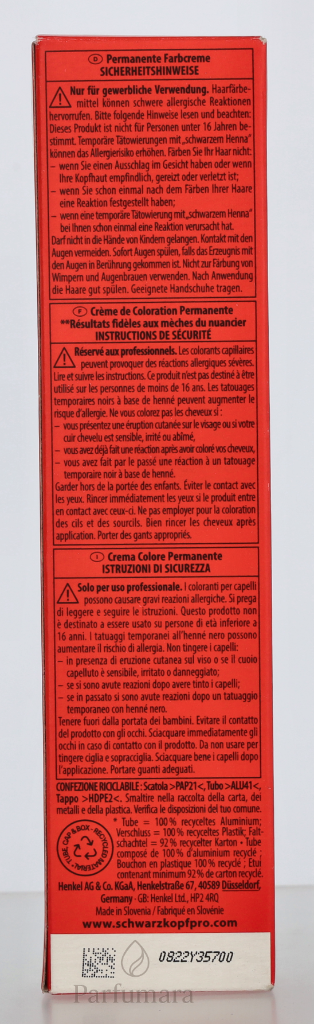 D Permanente Farbcreme
SICHERHEITSHINWEISE
Nur für gewerbliche Verwendung. Haarfärbe-
mittel können schwere allergische Reaktionen
hervorrufen. Bitte folgende Hinweise lesen und beachten:
Dieses Produkt ist nicht für Personen unter 16 Jahren be-
stimmt. Temporäre Tätowierungen mit „schwarzem Henna“
können das Allergierisiko erhöhen. Färben Sie Ihr Haar nicht:
– wenn Sie einen Ausschlag im Gesicht haben oder wenn
Ihre Kopfhaut empfindlich, gereizt oder verletzt ist;
– wenn Sie schon einmal nach dem Färben Ihrer Haare
eine Reaktion festgestellt haben;
– wenn eine temporäre Tätowierung mit „schwarzem Henna“
bei Ihnen schon einmal eine Reaktion verursacht hat.
Darf nicht in die Hände von Kindern gelangen. Kontakt mit den
Augen vermeiden. Sofort Augen spülen, falls das Erzeugnis mit
den Augen in Berührung gekommen ist. Nicht zur Färbung von
Wimpern und Augenbrauen verwenden. Nach Anwendung
die Haare gut spülen. Geeignete Handschuhe tragen.
F Crème de Coloration Permanente
**Résultats fidèles aux mèches du nuancier
INSTRUCTIONS DE SÉCURITÉ
Réservé aux professionnels. Les colorants capillaires
peuvent provoquer des réactions allergiques sévères.
Lire et suivre les instructions. Ce produit n'est pas destiné à être
utilisé sur les personnes de moins de 16 ans. Les tatouages
temporaires noirs à base de henné peuvent augmenter le
risque d'allergie. Ne vous colorez pas les cheveux si :
– vous présentez une éruption cutanée sur le visage ou si votre
cuir chevelu est sensible, irrité ou abîmé,
– vous avez déjà fait une réaction après avoir coloré vos cheveux,
– vous avez fait par le passé une réaction à un tatouage
temporaire noir à base de henné.
Garder hors de la portée des enfants. Éviter le contact avec
les yeux. Rincer immédiatement les yeux si le produit entre
en contact avec ceux-ci. Ne pas employer pour la coloration
des cils et des sourcils. Bien rincer les cheveux après
application. Porter des gants appropriés.
I Crema Colore Permanente
ISTRUZIONI DI SICUREZZA
Solo per uso professionale. I coloranti per capelli
possono causare gravi reazioni allergiche. Si prega
di leggere e seguire le istruzioni. Questo prodotto non
è destinato a essere usato su persone di età inferiore a
16 anni. I tatuaggi temporanei all'henné nero possono
aumentare il rischio di allergia. Non tingere i capelli:
– in presenza di eruzione cutanea sul viso o se il cuoio
capelluto è sensibile, irritato o danneggiato;
– se si sono avute reazioni dopo avere tinto i capelli;
– se in passato si sono avute reazioni dopo un tatuaggio
temporaneo con henné nero.
Tenere fuori dalla portata dei bambini. Evitare il contatto
del prodotto con gli occhi. Sciacquare immediatamente gli
occhi in caso di contatto con il prodotto. Da non usare per
tingere ciglia e sopracciglia. Sciacquare bene i capelli dopo
l'applicazione. Portare guanti adeguati.
CONFEZIONE RICICLABILE : Scatola >PAP21<, Tubo >ALU41<,
Tappo >HDPE2<. Smaltire nella raccolta della carta, dei
metalli e della plastica. Verifica le disposizioni del tuo comune.
TUBE, CAP & BOX* - RECYCLED MATERIAL
* Tube = 100 % recyceltes Aluminium;
Verschluss = 100 % recyceltes Plastik; Falt-
schachtel = 92 % recycelter Karton • Tube
composé de 100 % d'aluminium recyclé ;
Bouchon en plastique 100 % recyclé ; Étui
contenant minimum 92 % de carton recyclé.
Henkel AG & Co. KGaA, Henkelstraße 67, 40589 Düsseldorf,
Germany · GB: Henkel Ltd., HP2 4RQ
Made in Slovenia / Fabriqué en Slovénie
www.schwarzkopfpro.com
0822Y35700
Parfumara